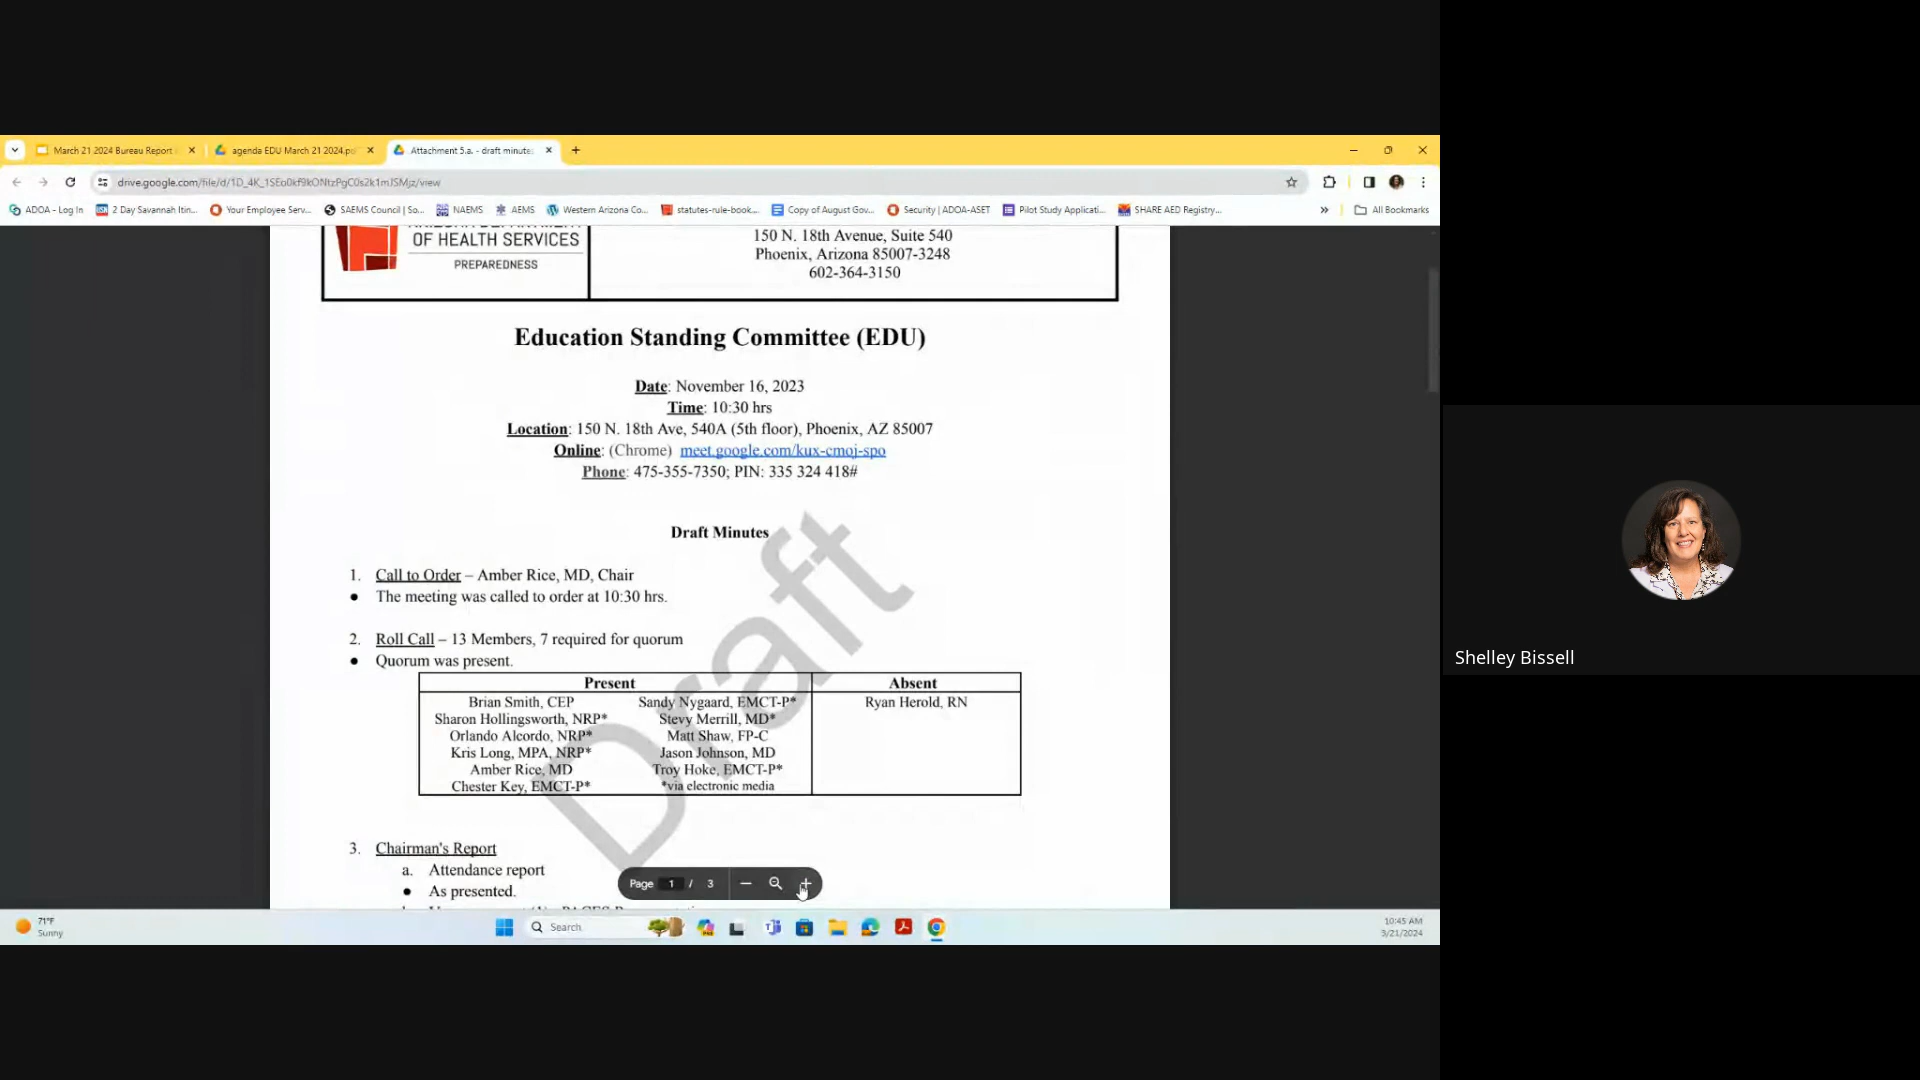 March 21 2024 Bureau Report
agenda EDU March 21 2024.p
Attachment 5.a. - draft minute
drive.google.com/file/d/1D_4K_1SEo0kf9kONtzPgC0s2k1mJSMjz/view
ADOA - Log In
2 Day Savannah Itin...
Your Employee Serv...
SAEMS Council | So...
NAEMS
AEMS
Western Arizona Co...
statutes-rule-book...
Copy of August Gov...
Security | ADOA-ASET
Pilot Study Applicati...
SHARE AED Registry...
All Bookmarks
OF HEALTH SERVICES
PREPAREDNESS
150 N. 18th Avenue, Suite 540
Phoenix, Arizona 85007-3248
602-364-3150
Education Standing Committee (EDU)
Date: November 16, 2023
Time: 10:30 hrs
Location: 150 N. 18th Ave, 540A (5th floor), Phoenix, AZ 85007
Online: (Chrome) meet.google.com/kux-cmoj-spo
Phone: 475-355-7350; PIN: 335 324 418#
Draft Minutes
Draft
1. Call to Order – Amber Rice, MD, Chair
● The meeting was called to order at 10:30 hrs.
2. Roll Call – 13 Members, 7 required for quorum
● Quorum was present.
Present Absent
Brian Smith, CEP Sandy Nygaard, EMCT-P* Ryan Herold, RN
Sharon Hollingsworth, NRP* Stevy Merrill, MD*
Orlando Alcordo, NRP* Matt Shaw, FP-C
Kris Long, MPA, NRP* Jason Johnson, MD
Amber Rice, MD Troy Hoke, EMCT-P*
Chester Key, EMCT-P* *via electronic media
3. Chairman's Report
a. Attendance report
● As presented.
Page 1 / 3
71°F
Sunny
Search
10:45 AM
3/21/2024
Shelley Bissell